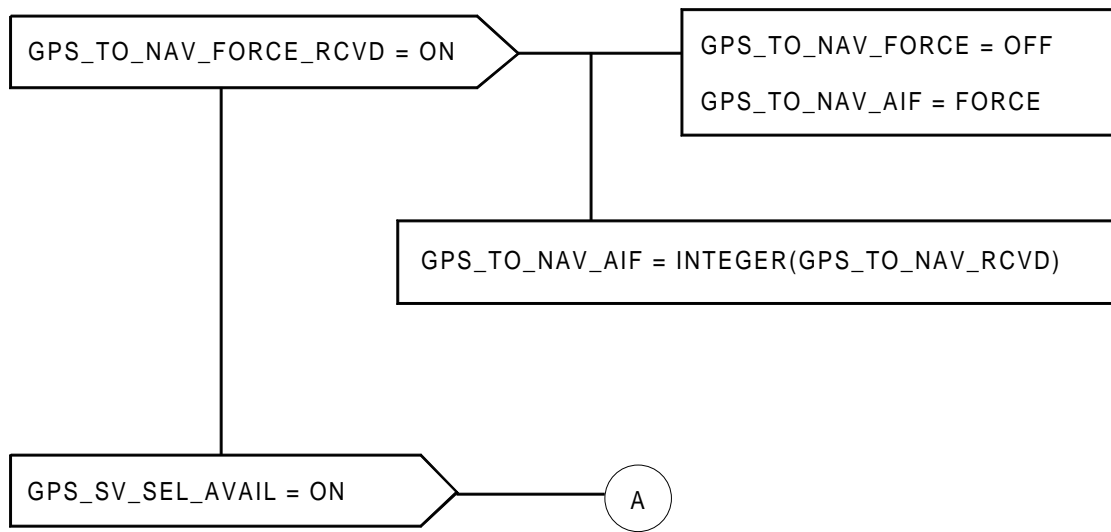 GPS_TO_NAV_FORCE_RCVD = ON
GPS_TO_NAV_FORCE = OFF
GPS_TO_NAV_AIF = FORCE
GPS_TO_NAV_AIF = INTEGER(GPS_TO_NAV_RCVD)
GPS_SV_SEL_AVAIL = ON
A